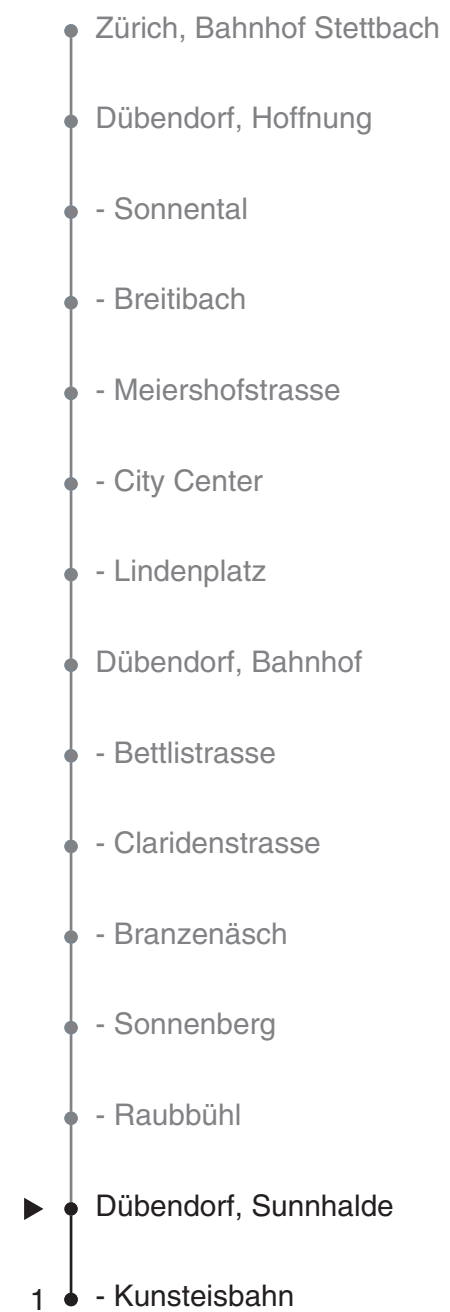 Zürich, Bahnhof Stettbach
Dübendorf, Hoffnung
- Sonnental
- Breitibach
- Meiershofstrasse
- City Center
- Lindenplatz
Dübendorf, Bahnhof
- Bettlistrasse
- Claridenstrasse
- Branzenäsch
- Sonnenberg
- Raubbühl
Dübendorf, Sunnhalde
1 - Kunsteisbahn